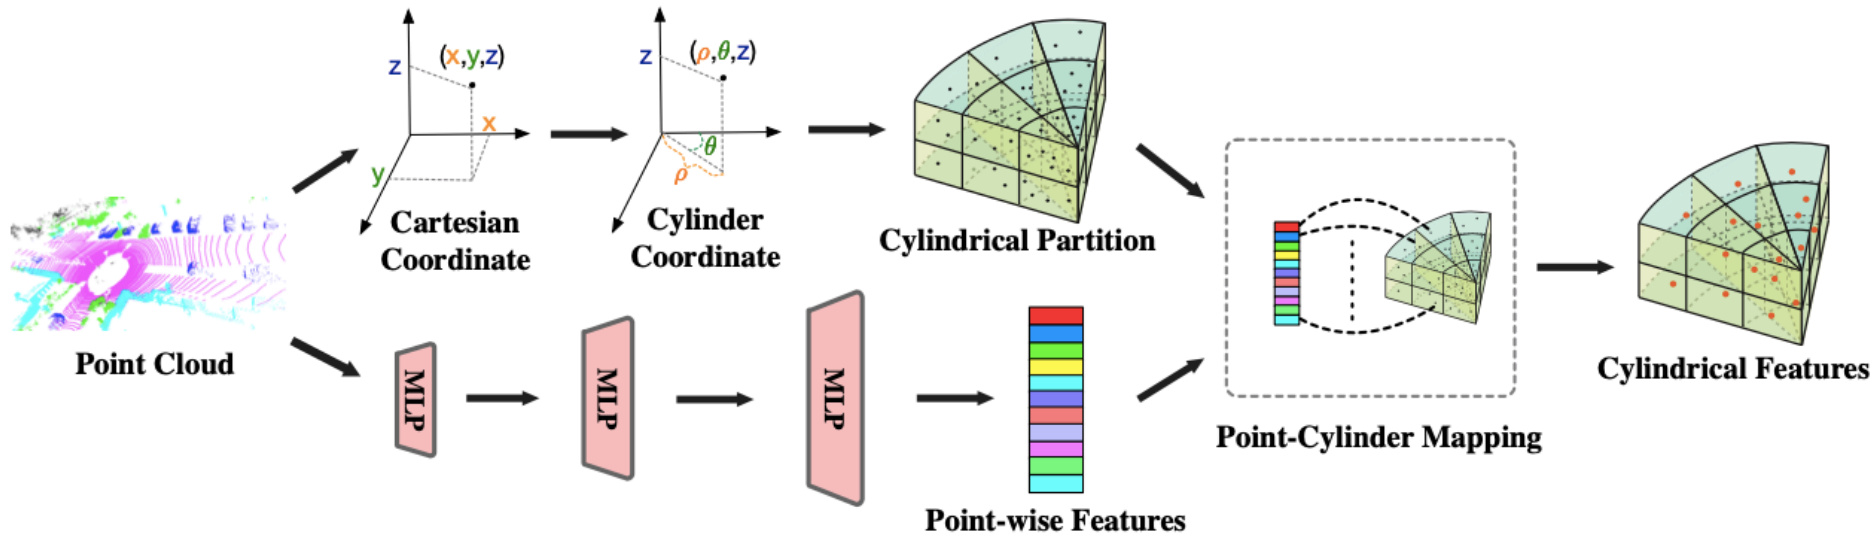 z
(x,y,z)
x
y
Cartesian
Coordinate
z
(ρ,θ,z)
θ
ρ
Cylinder
Coordinate
Cylindrical Partition
Point Cloud
MLP
MLP
MLP
Point-wise Features
Point-Cylinder Mapping
Cylindrical Features